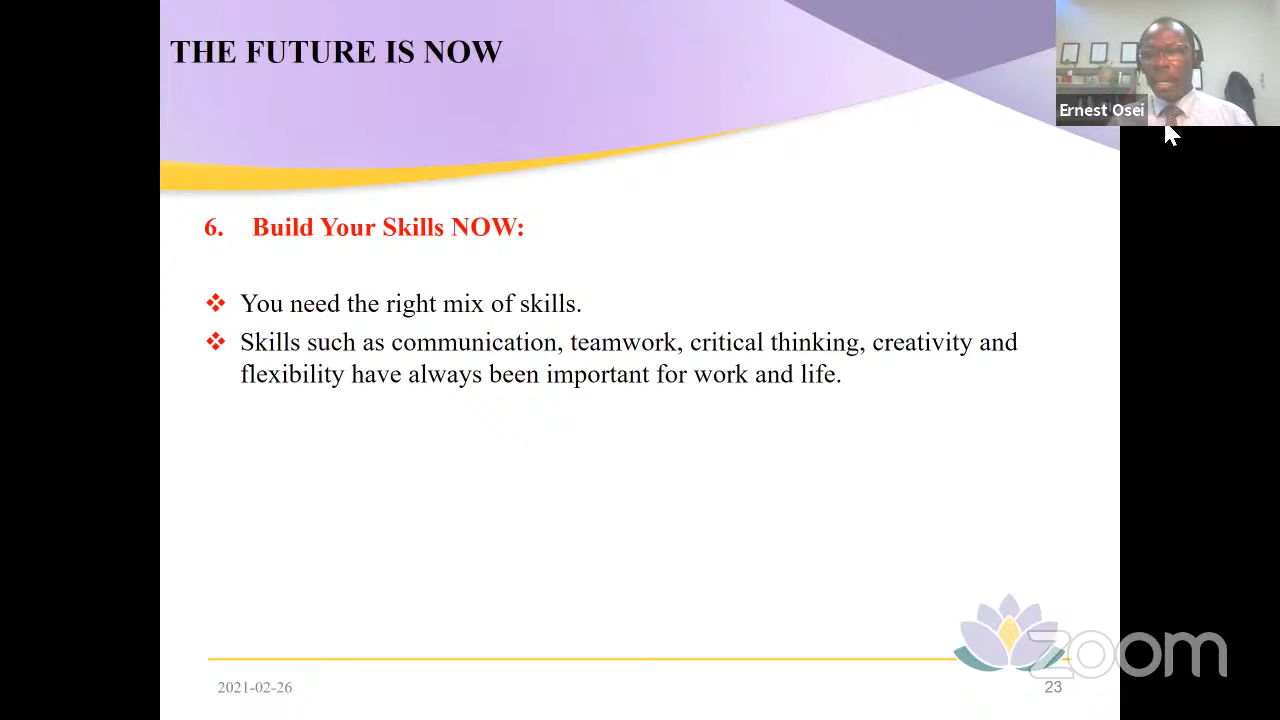 THE FUTURE IS NOW
Ernest Osei
6. Build Your Skills NOW:
You need the right mix of skills.
Skills such as communication, teamwork, critical thinking, creativity and
flexibility have always been important for work and life.
zoom
2021-02-26
23